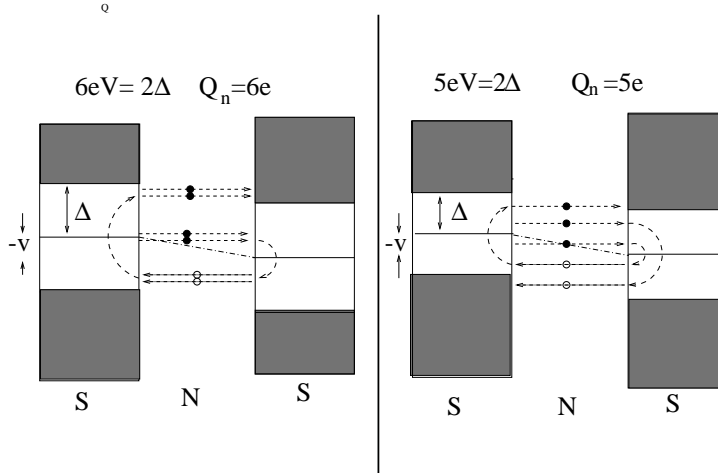 Q
6eV= 2Δ Q_n=6e
Δ
-v
S N S
5eV=2Δ Q_n=5e
Δ
-v
S N S